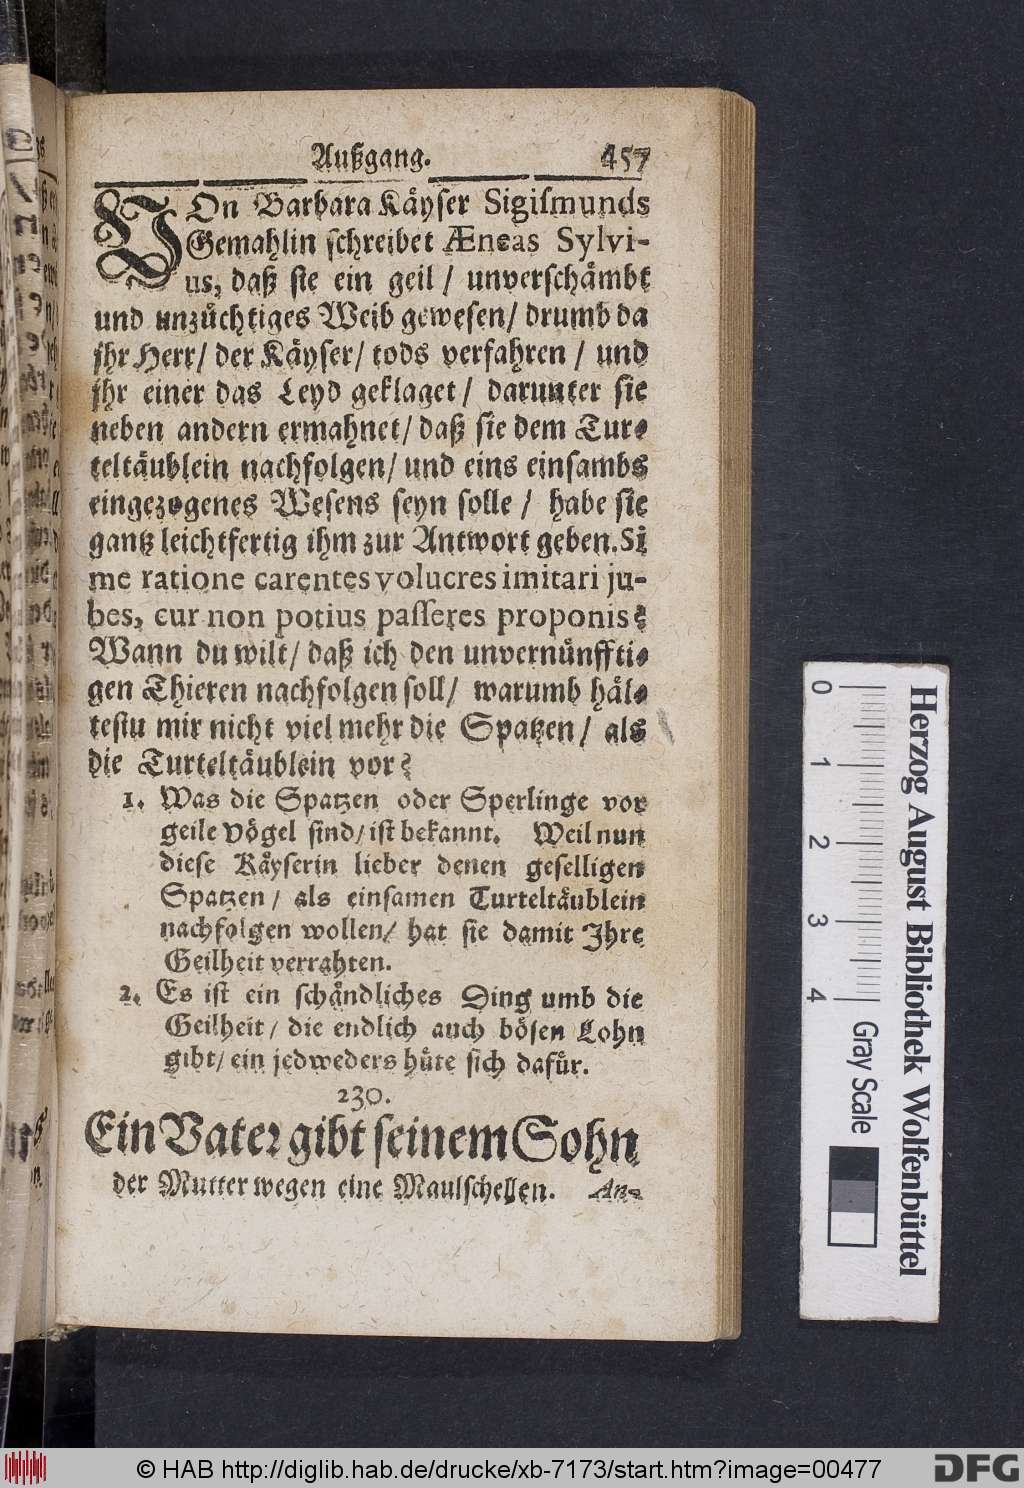 Außgang. 457
VOn Barbara Käyser Sigismunds
Gemahlin schreibet Æneas Sylvi-
us, daß sie ein geil / unverschämbt
und unzüchtiges Weib gewesen / drumb da
jhr Herr / der Käyser / tods verfahren / und
jhr einer das Leyd geklaget / darunter sie
neben andern ermahnet / daß sie dem Tur-
teltäublein nachfolgen / und eins einsambs
eingezogenes Wesens seyn solle / habe sie
gantz leichtfertig ihm zur Antwort geben. Si
me ratione carentes volucres imitari ju-
bes, cur non potius passeres proponis?
Wann du wilt / daß ich den unvernünffti-
gen Thieren nachfolgen soll / warumb häl-
testu mir nicht viel mehr die Spatzen / als
die Turteltäublein vor?
1. Was die Spatzen oder Sperlinge vor
geile Vögel sind / ist bekannt. Weil nun
diese Käyserin lieber denen geselligen
Spatzen / als einsamen Turteltäublein
nachfolgen wollen / hat sie damit Ihre
Geilheit verrahten.
2. Es ist ein schändliches Ding umb die
Geilheit / die endlich auch bösen Lohn
gibt / ein jedweders hüte sich dafür.
230.
Ein Vater gibt seinem Sohn
der Mutter wegen eine Maulschellen. An-
Herzog August Bibliothek Wolfenbüttel
0 1 2 3 4 Gray Scale
© HAB http://diglib.hab.de/drucke/xb-7173/start.htm?image=00477
DFG